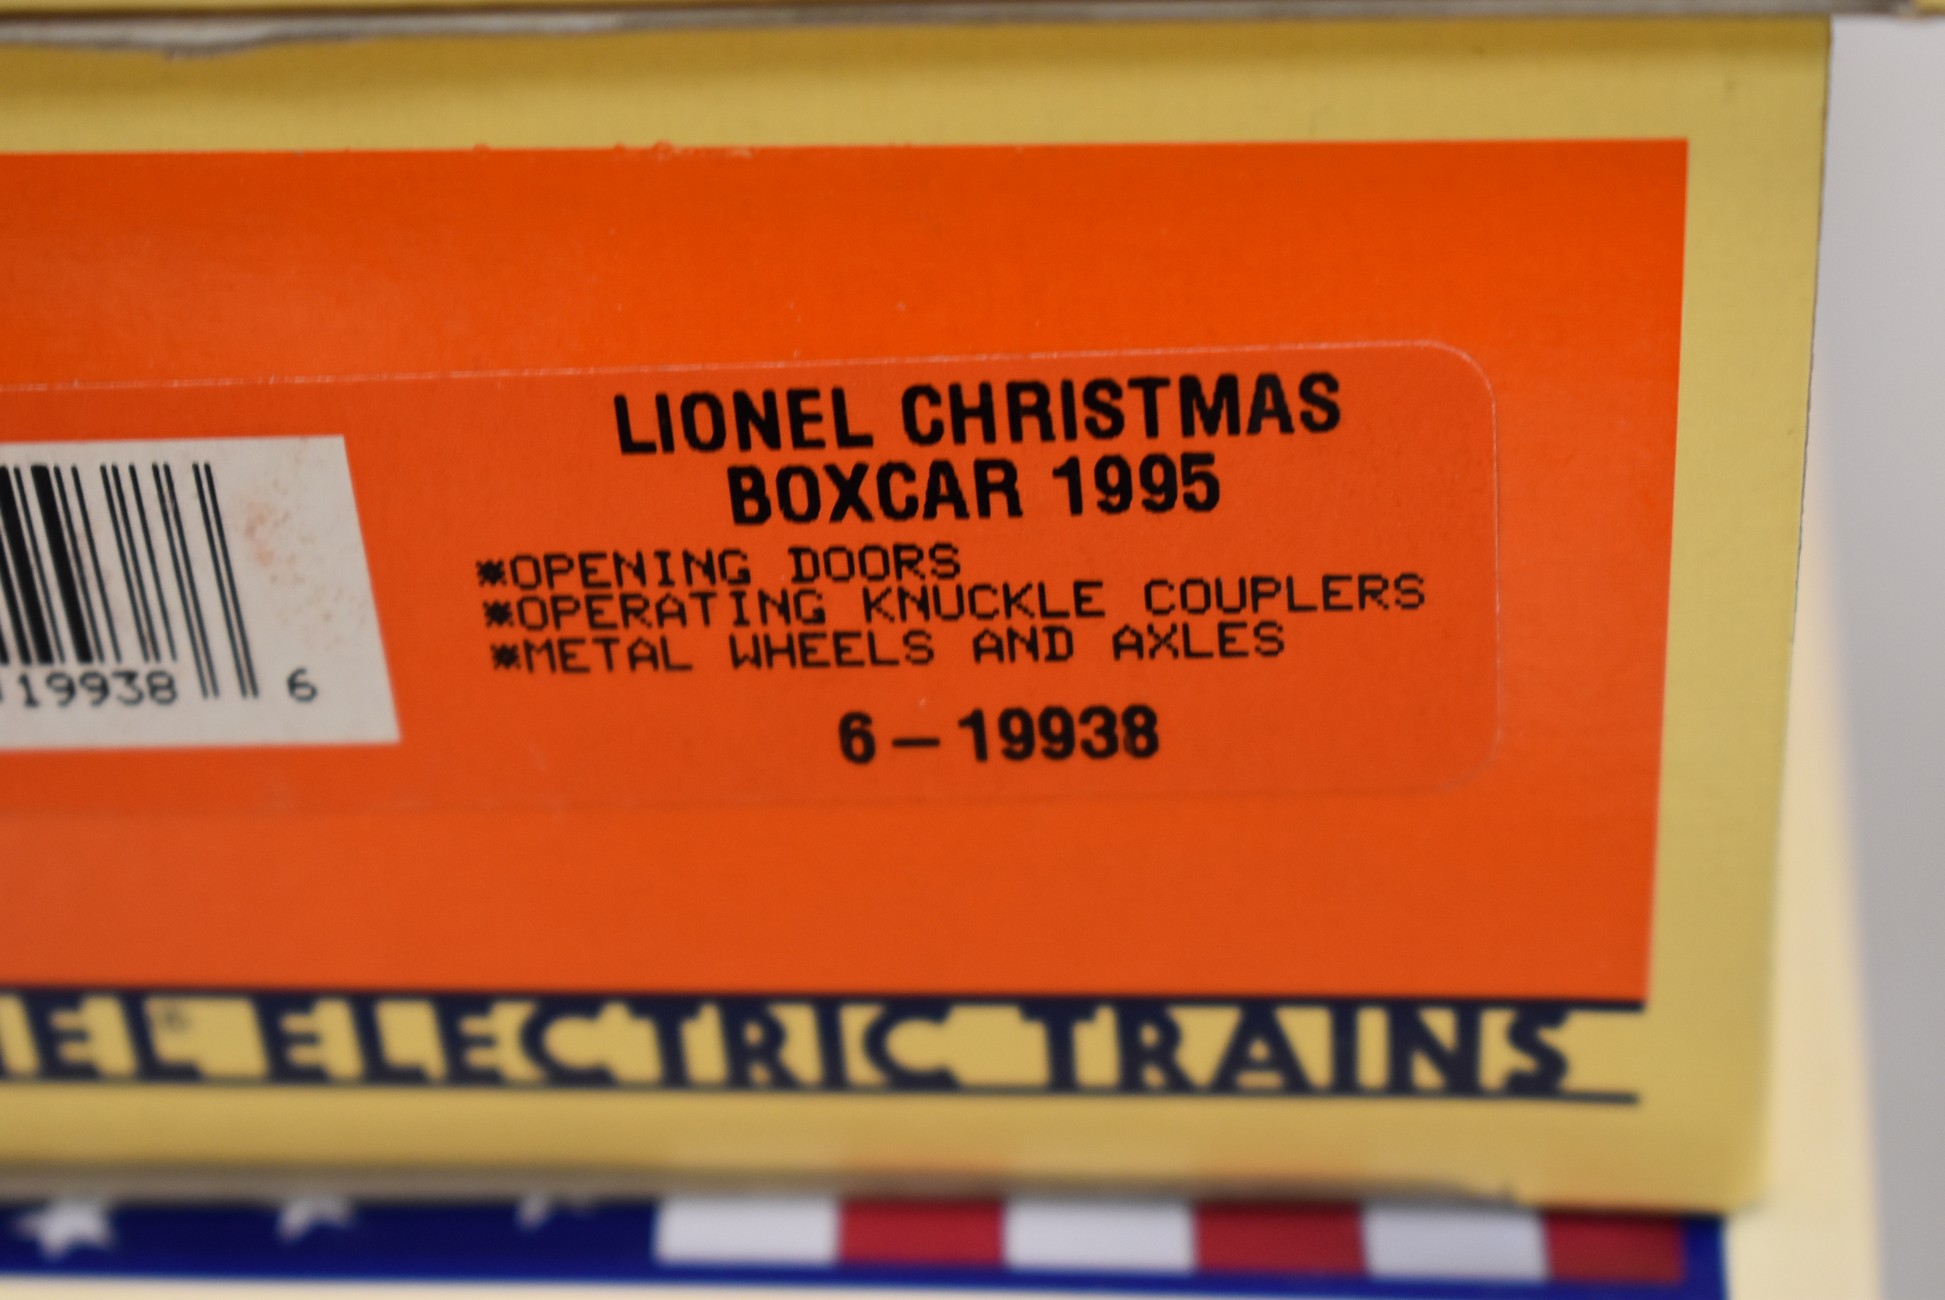 LIONEL CHRISTMAS
BOXCAR 1995
*OPENING DOORS
*OPERATING KNUCKLE COUPLERS
*METAL WHEELS AND AXLES
6-19938
19938 6
EL® ELECTRIC TRAINS